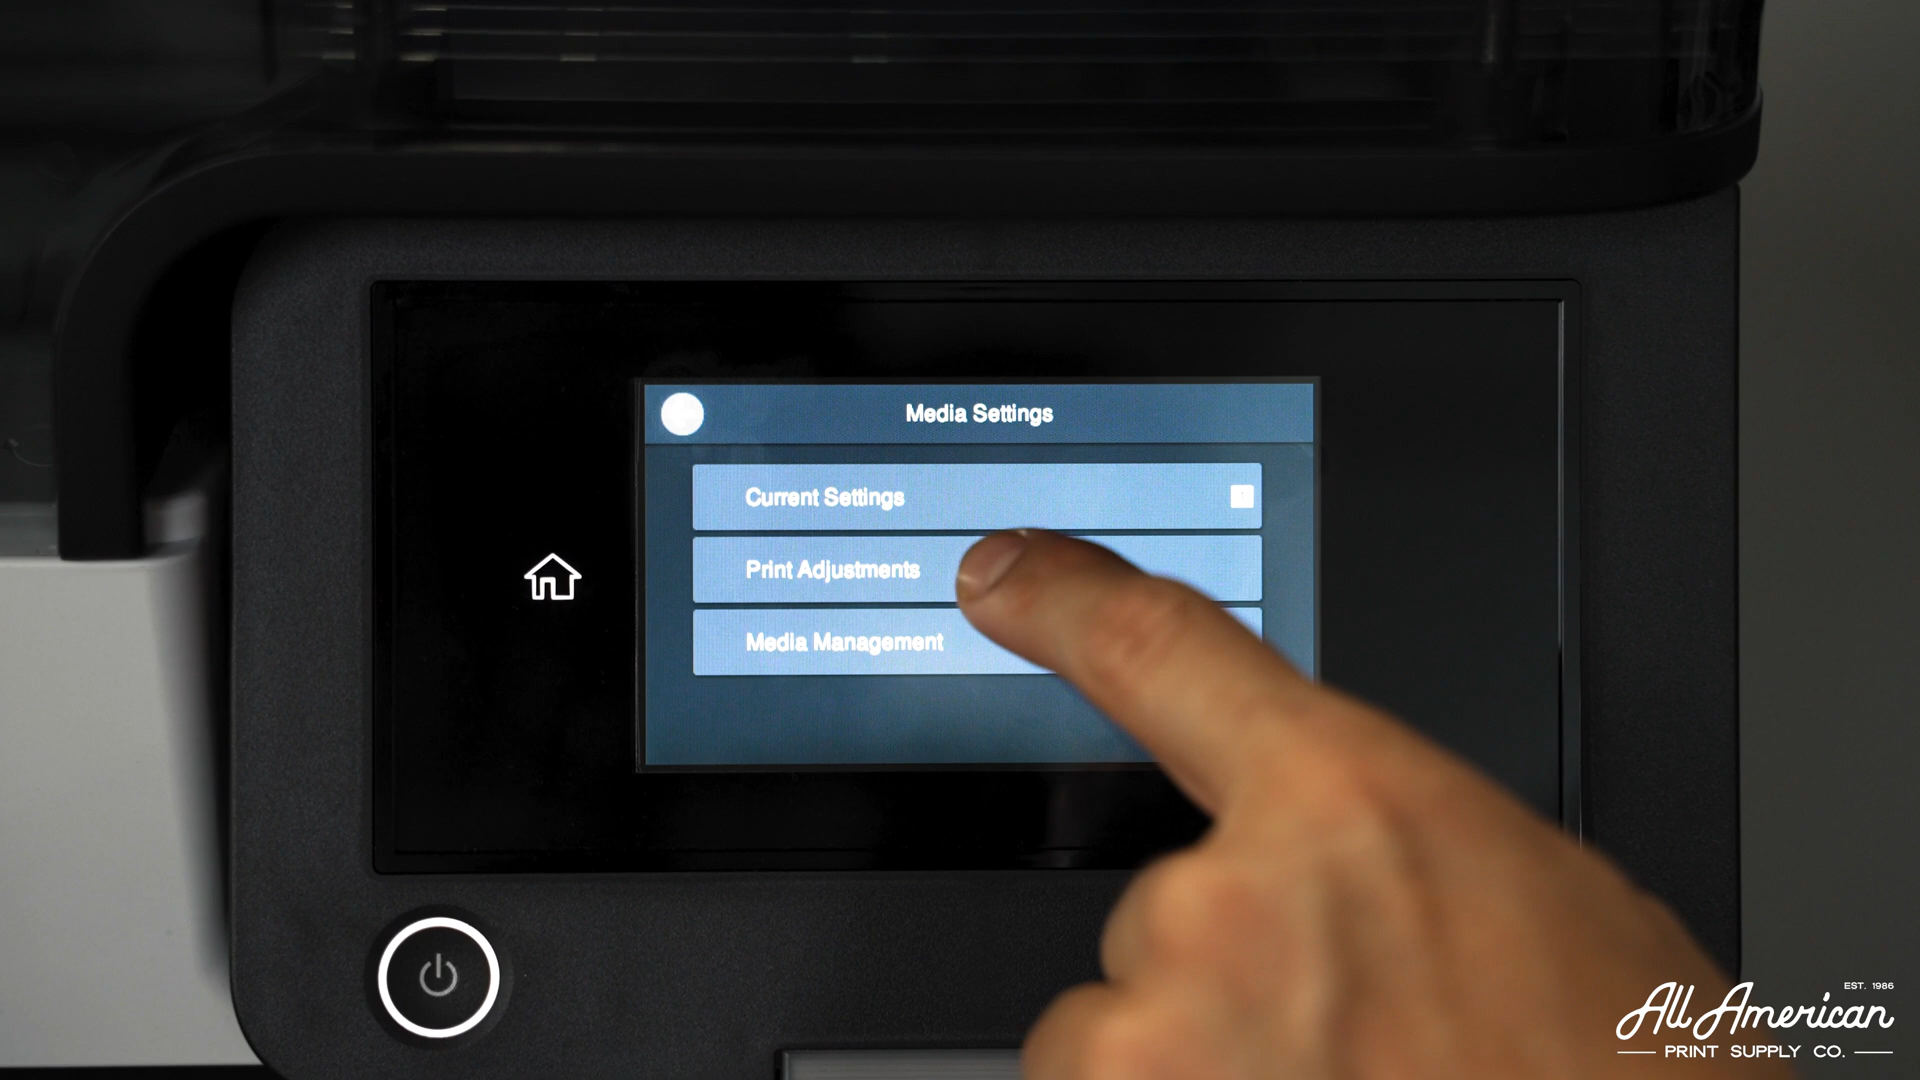 Media Settings
Current Settings
Print Adjustments
Media Management
EST. 1986
All American
PRINT SUPPLY CO.